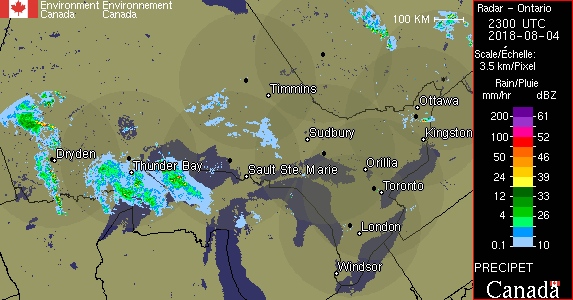 Environment Environnement
Canada Canada
100 KM
Timmins
Ottawa
Sudbury
Kingston
Dryden
Thunder Bay
Sault Ste. Marie
Orillia
Toronto
London
Windsor
Radar - Ontario
2300 UTC
2018-08-04
Scale/Échelle:
3.5 km/Pixel
Rain/Pluie
mm/hr dBZ
200 61
100 52
50 46
24 39
12 33
4 26
0.1 10
PRECIPET
Canada